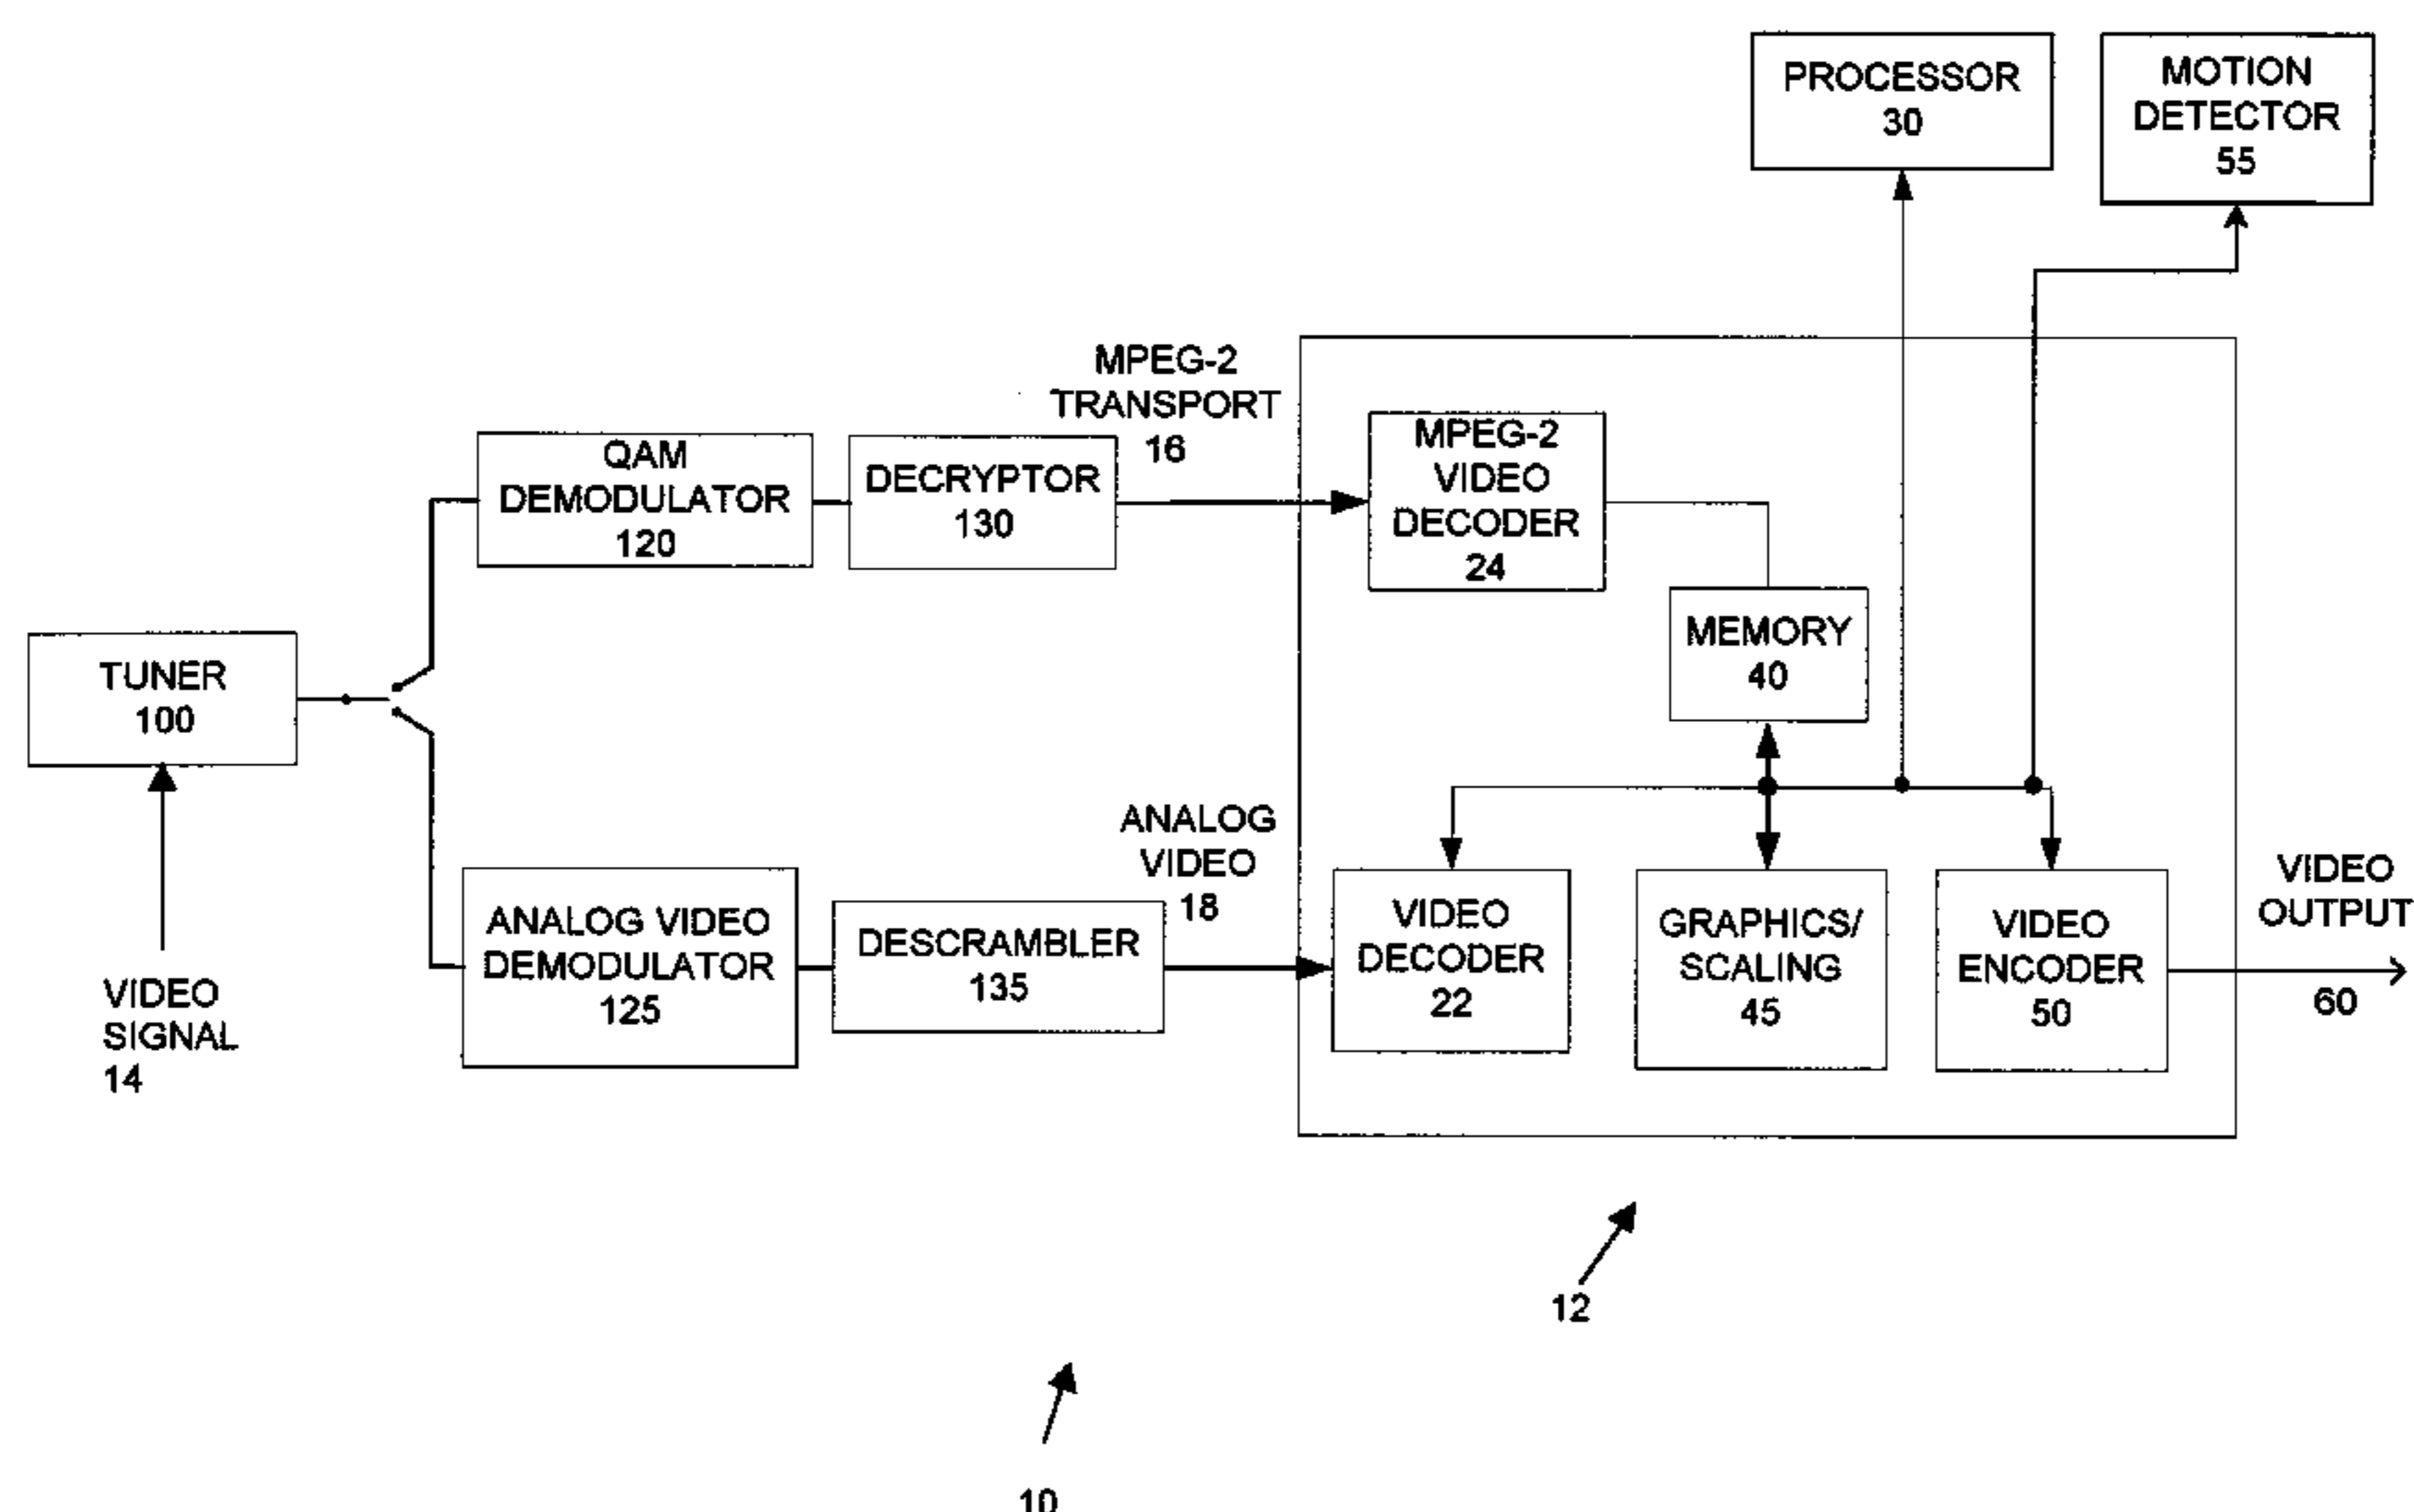 PROCESSOR
30
MOTION
DETECTOR
55
MPEG-2
TRANSPORT
16
QAM
DEMODULATOR
120
DECRYPTOR
130
MPEG-2
VIDEO
DECODER
24
MEMORY
40
TUNER
100
VIDEO
SIGNAL
14
ANALOG VIDEO
DEMODULATOR
125
DESCRAMBLER
135
ANALOG
VIDEO
18
VIDEO
DECODER
22
GRAPHICS/
SCALING
45
VIDEO
ENCODER
50
VIDEO
OUTPUT
60
12
10